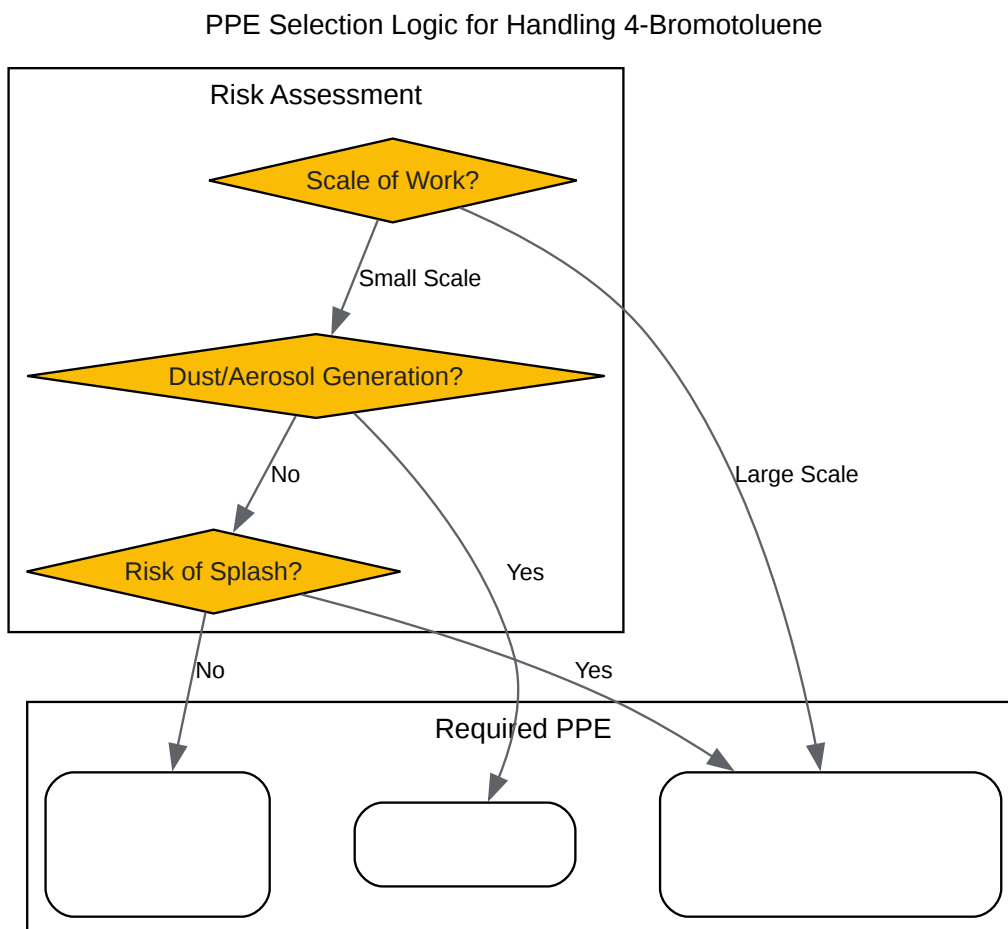 PPE Selection Logic for Handling 4-Bromotoluene
Risk Assessment
Scale of Work?
Small Scale
Dust/Aerosol Generation?
No
Large Scale
Risk of Splash?
Yes
No
Yes
Required PPE